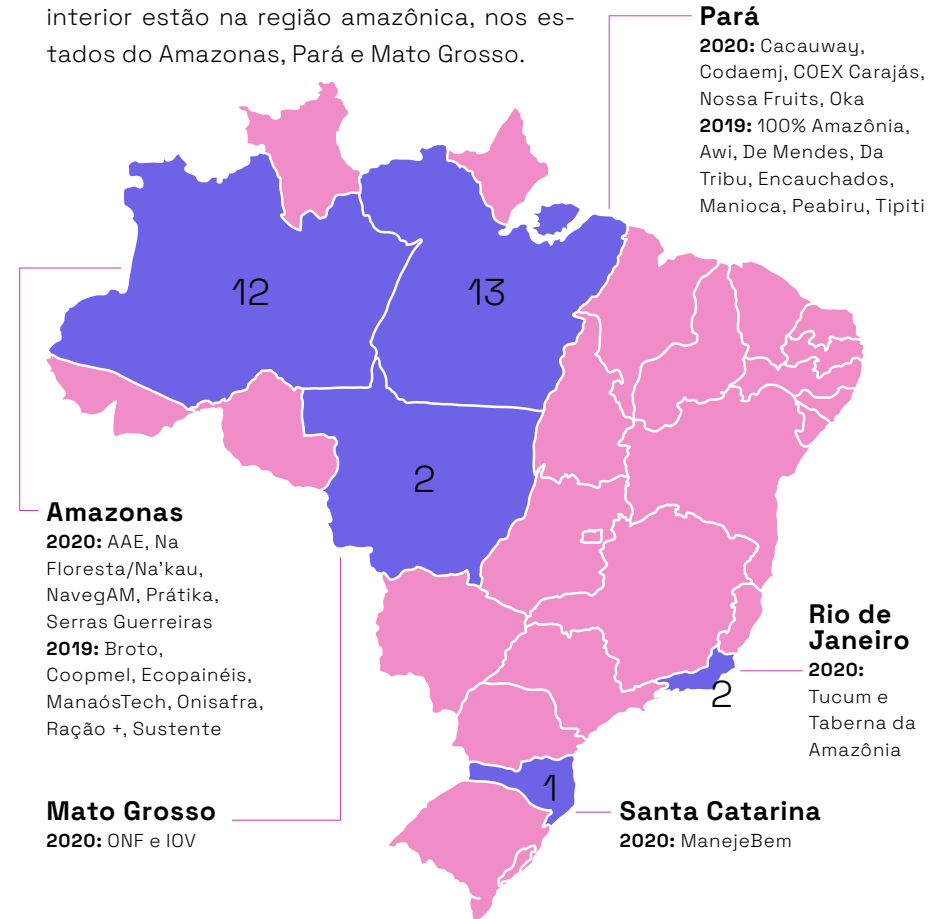 interior estão na região amazônica, nos es-
tados do Amazonas, Pará e Mato Grosso.
Pará
2020: Cacauway,
Codaemj, COEX Carajás,
Nossa Fruits, Oka
2019: 100% Amazônia,
Awi, De Mendes, Da
Tribu, Encauchados,
Manioca, Peabiru, Tipiti
12
13
2
Amazonas
2020: AAE, Na
Floresta/Na'kau,
NavegAM, Prátika,
Serras Guerreiras
2019: Broto,
Coopmel, Ecopainéis,
ManaósTech, Onisafra,
Ração +, Sustente
Rio de
Janeiro
2020:
Tucum e
Taberna da
Amazônia
2
1
Mato Grosso
2020: ONF e IOV
Santa Catarina
2020: ManejeBem